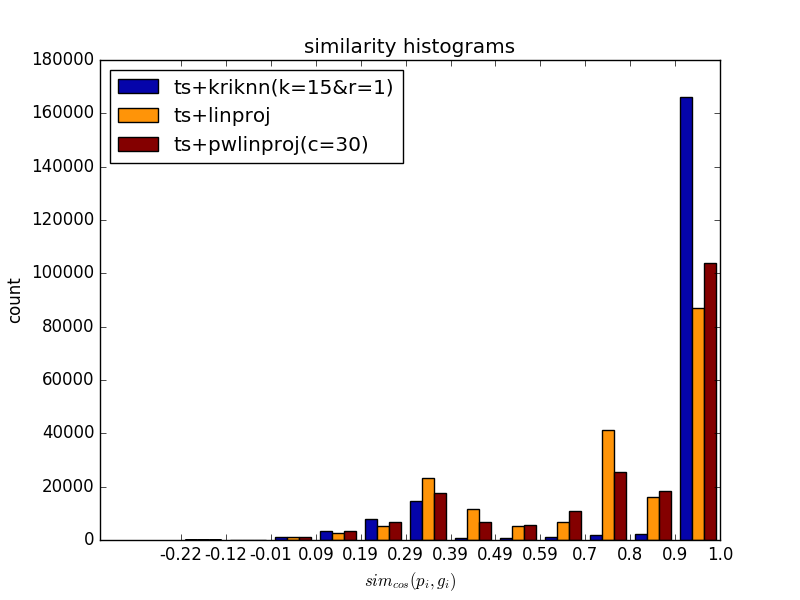 similarity histograms
180000
160000
140000
120000
100000
80000
60000
40000
20000
0
count
ts+kriknn(k=15&r=1)
ts+linproj
ts+pwlinproj(c=30)
-0.22 -0.12 -0.01 0.09 0.19 0.29 0.39 0.49 0.59 0.7 0.8 0.9 1.0
sim_cos(p_i, g_i)